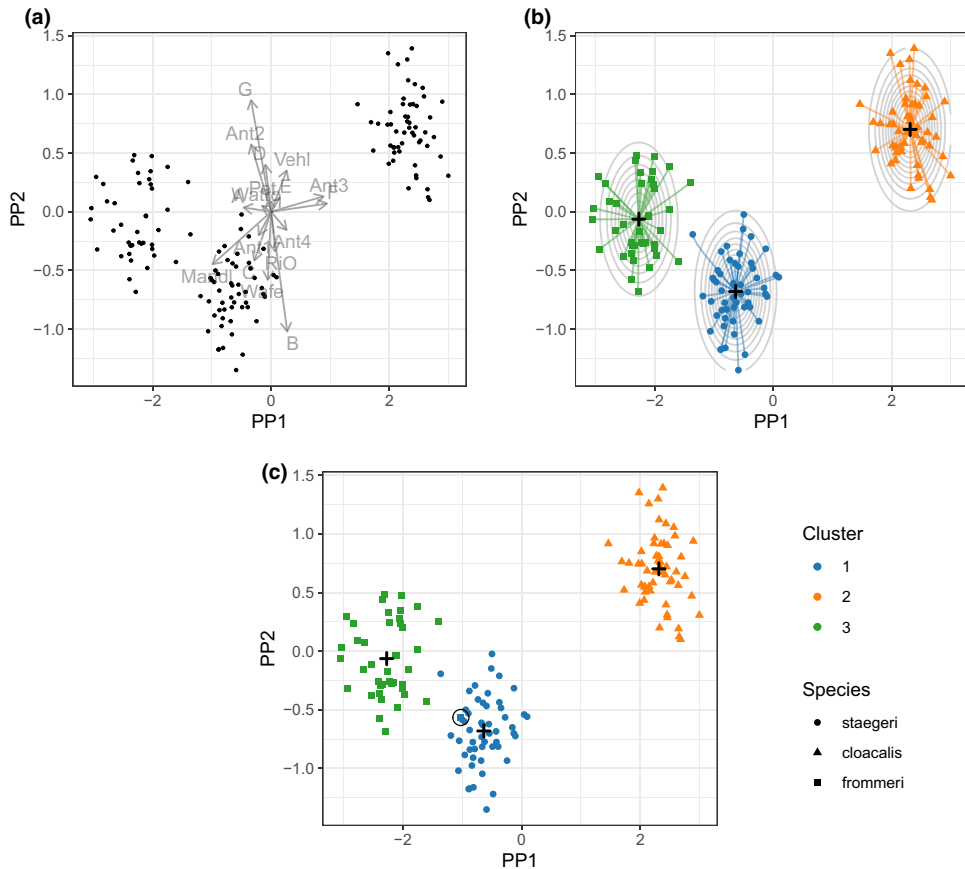 (a)
1.5
1.0
0.5
0.0
−0.5
−1.0
PP2
G
Ant2
D
Vehl
E
Ant3
F
Ant4
Mandl
C
RiO
Wafe
B
−2
0
2
PP1
(b)
1.5
1.0
0.5
0.0
−0.5
−1.0
PP2
−2
0
2
PP1
(c)
1.5
1.0
0.5
0.0
−0.5
−1.0
PP2
−2
0
2
PP1
Cluster
1
2
3
Species
staegeri
cloacalis
frommeri